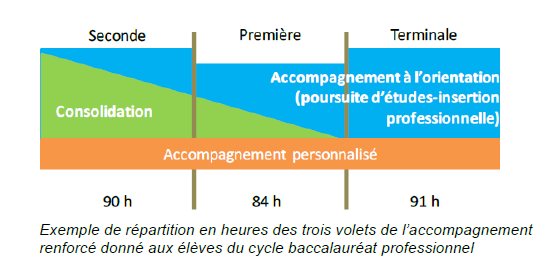 Seconde Première Terminale
Accompagnement à l'orientation
(poursuite d'études-insertion
professionnelle)
Consolidation
Accompagnement personnalisé
90 h 84 h 91 h
Exemple de répartition en heures des trois volets de l'accompagnement
renforcé donné aux élèves du cycle baccalauréat professionnel